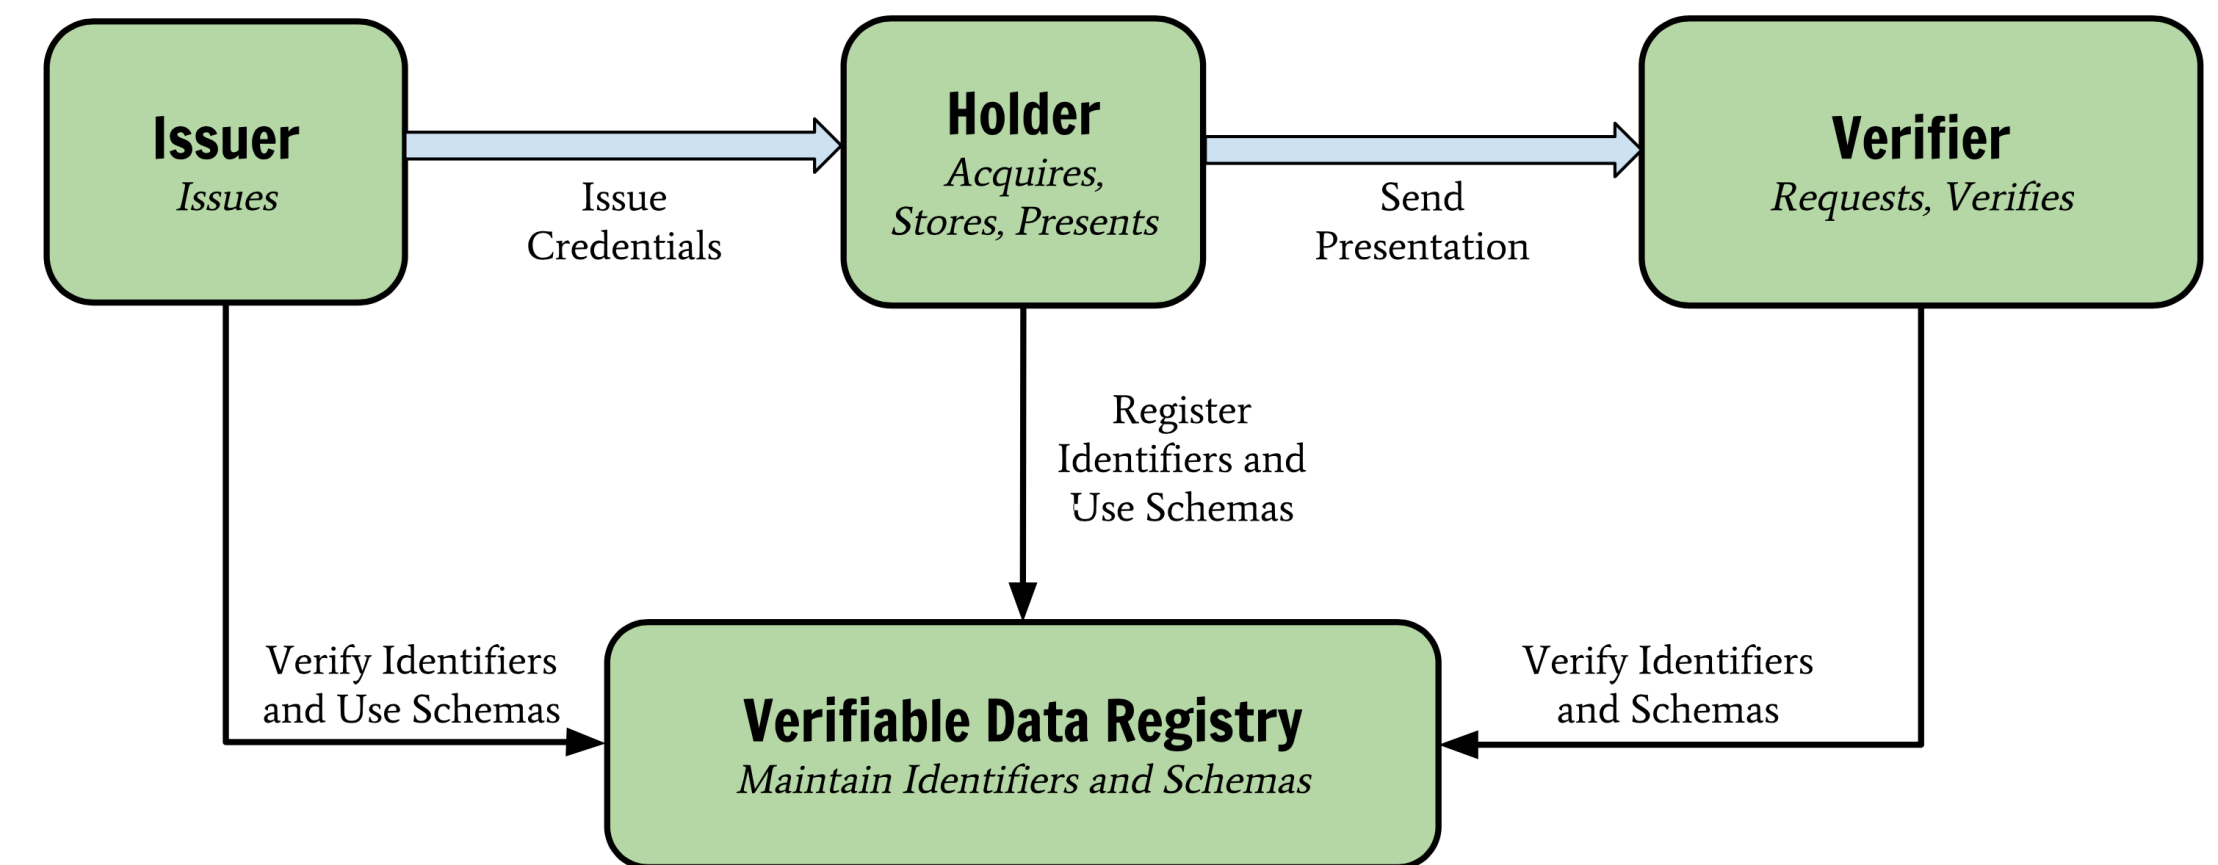 Issuer
Issues
Issue
Credentials
Holder
Acquires,
Stores, Presents
Send
Presentation
Verifier
Requests, Verifies
Register
Identifiers and
Use Schemas
Verify Identifiers
and Use Schemas
Verifiable Data Registry
Maintain Identifiers and Schemas
Verify Identifiers
and Schemas